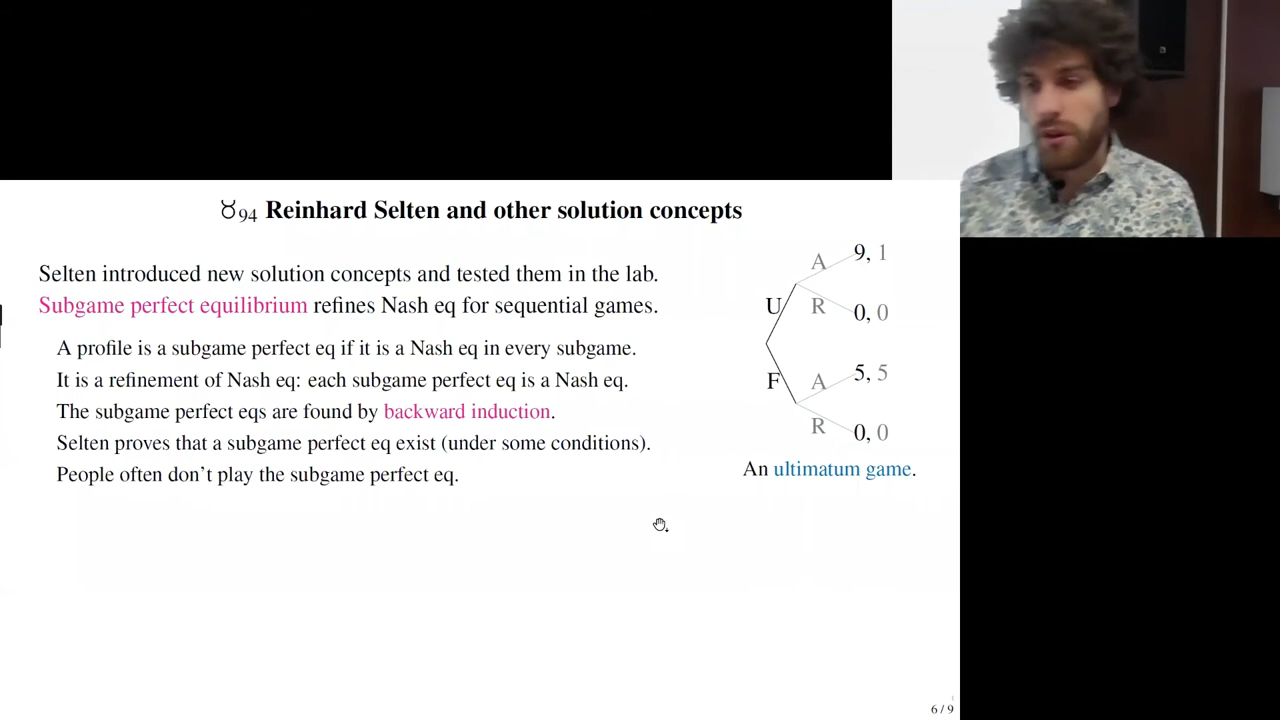 ♉94 Reinhard Selten and other solution concepts
Selten introduced new solution concepts and tested them in the lab.
Subgame perfect equilibrium refines Nash eq for sequential games.
A profile is a subgame perfect eq if it is a Nash eq in every subgame.
It is a refinement of Nash eq: each subgame perfect eq is a Nash eq.
The subgame perfect eqs are found by backward induction.
Selten proves that a subgame perfect eq exist (under some conditions).
People often don't play the subgame perfect eq.
A 9, 1
U R 0, 0
F A 5, 5
R 0, 0
An ultimatum game.
6 / 9